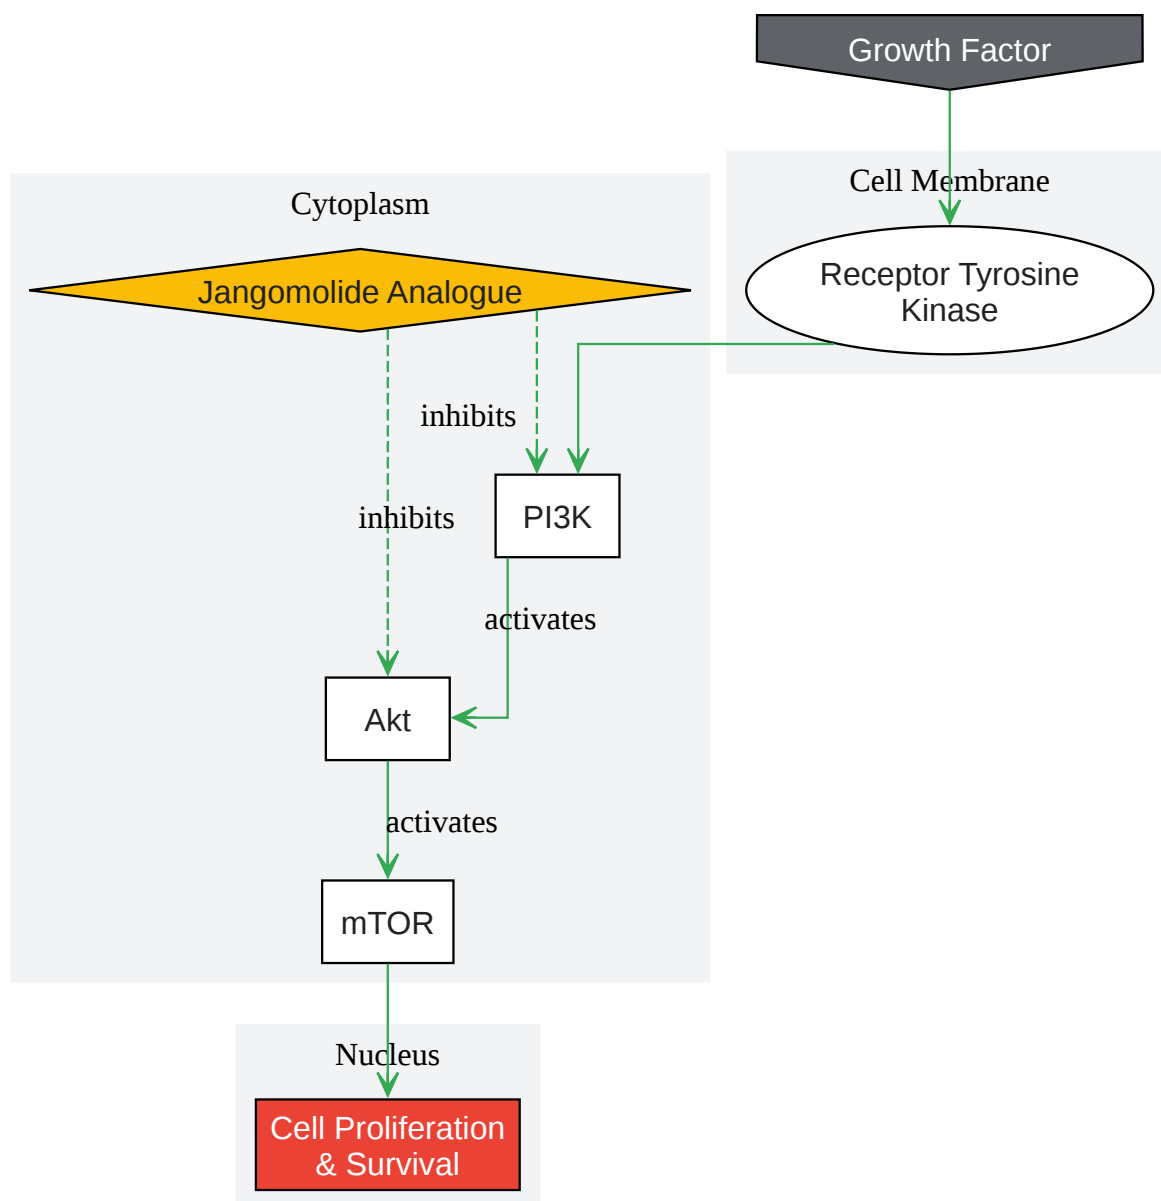 Growth Factor
Cell Membrane
Cytoplasm
Receptor Tyrosine
Kinase
Jangomolide Analogue
inhibits
inhibits
PI3K
activates
Akt
activates
mTOR
Nucleus
Cell Proliferation
& Survival